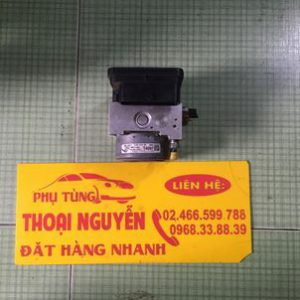 PHỤ TÙNG
LIÊN HỆ:
THOẠI NGUYỄN
02.466.599 788
0968.33.88.39
ĐẶT HÀNG NHANH